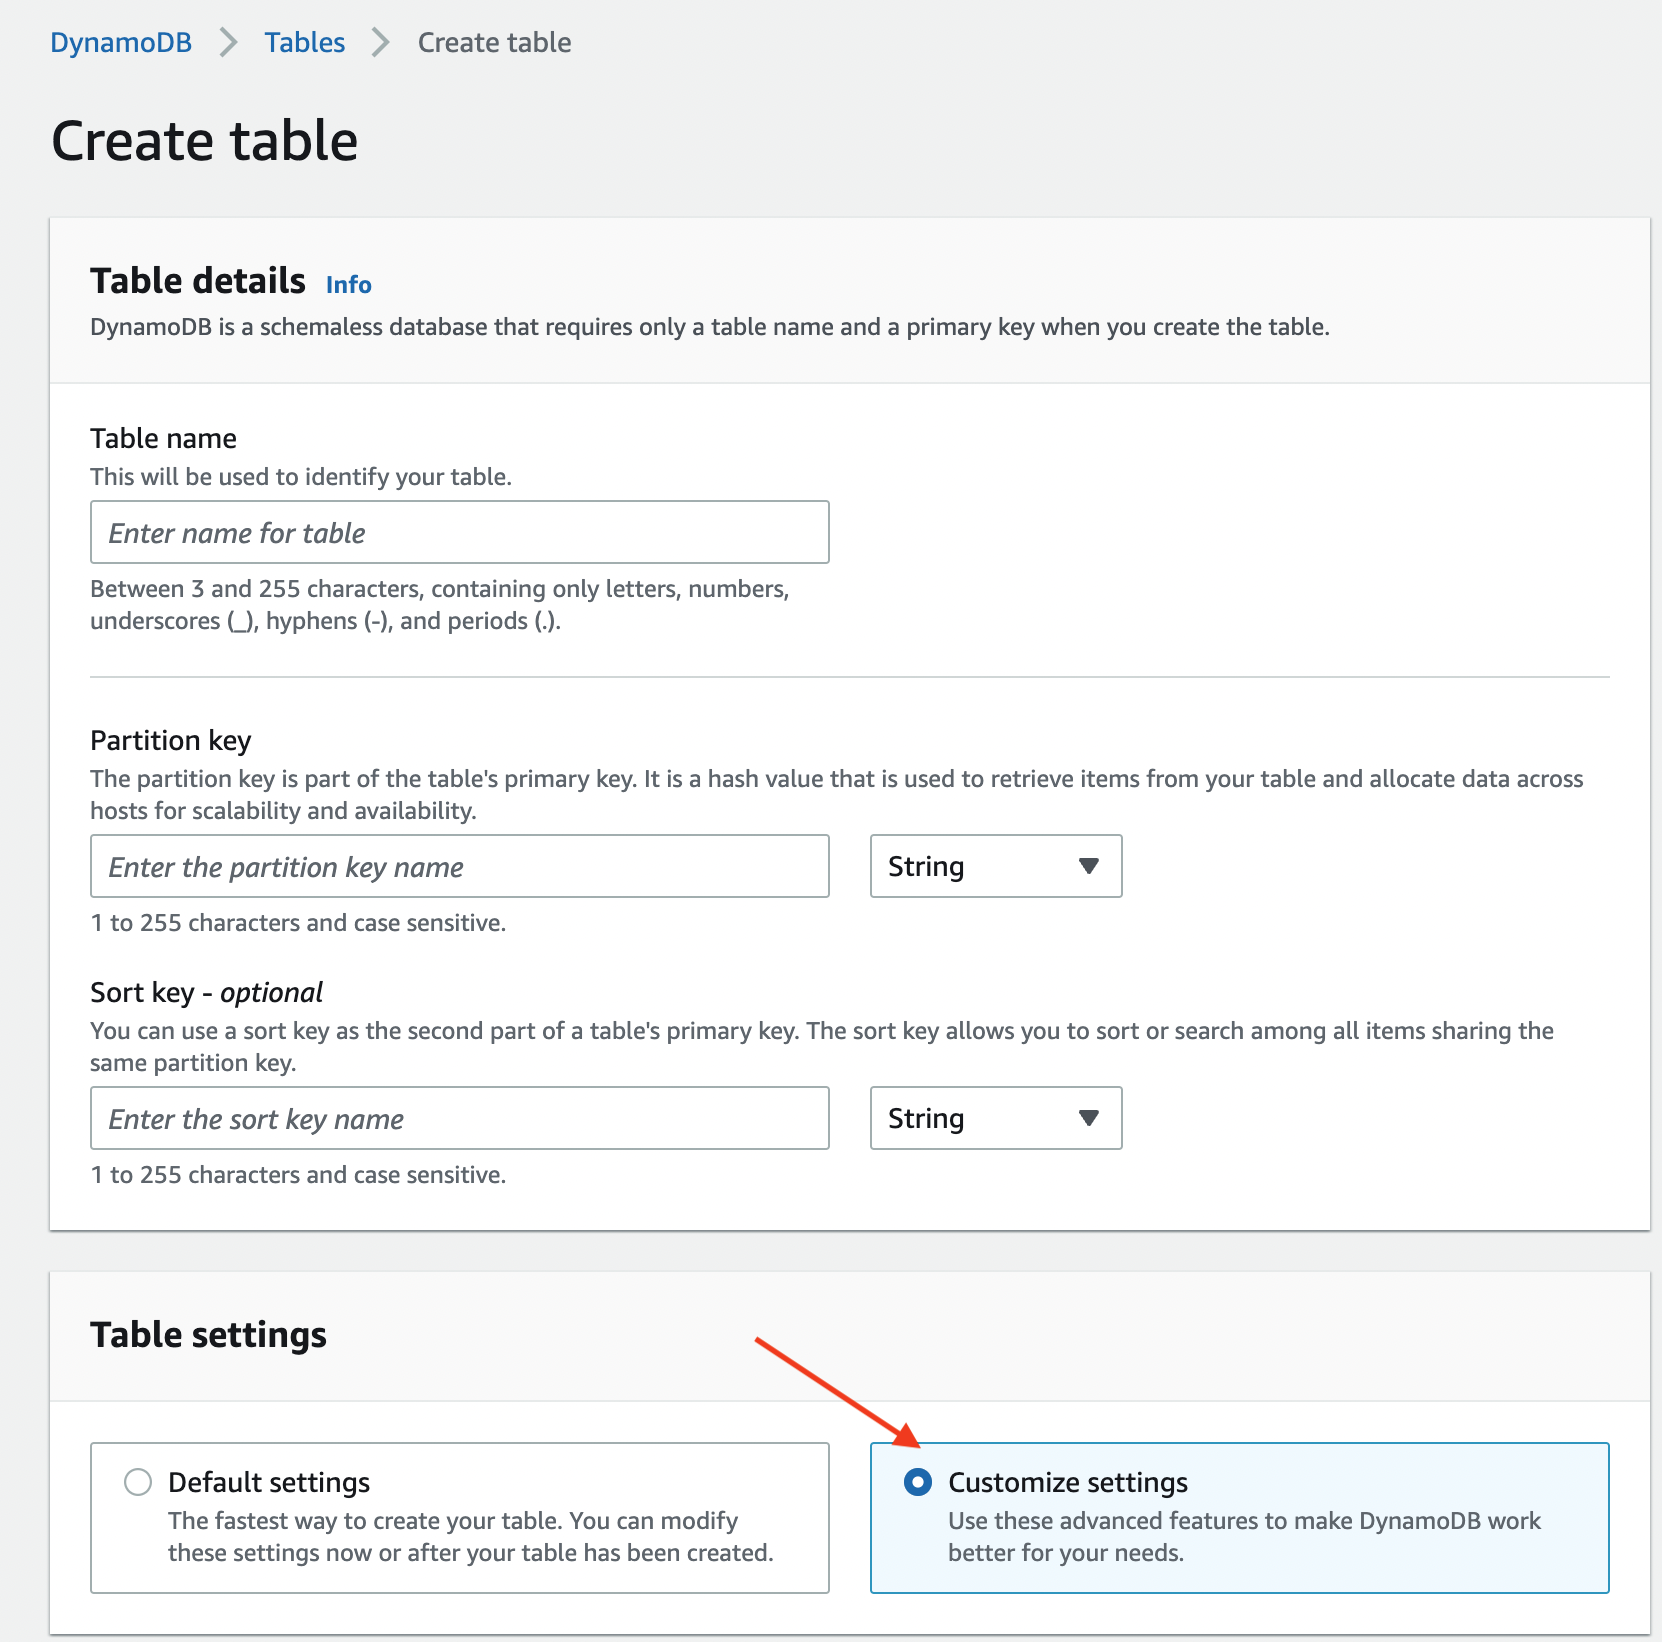 DynamoDB > Tables > Create table
Create table
Table details Info
DynamoDB is a schemaless database that requires only a table name and a primary key when you create the table.
Table name
This will be used to identify your table.
Enter name for table
Between 3 and 255 characters, containing only letters, numbers,
underscores (_), hyphens (-), and periods (.).
Partition key
The partition key is part of the table's primary key. It is a hash value that is used to retrieve items from your table and allocate data across
hosts for scalability and availability.
Enter the partition key name
String
1 to 255 characters and case sensitive.
Sort key - optional
You can use a sort key as the second part of a table's primary key. The sort key allows you to sort or search among all items sharing the
same partition key.
Enter the sort key name
String
1 to 255 characters and case sensitive.
Table settings
Default settings
The fastest way to create your table. You can modify
these settings now or after your table has been created.
Customize settings
Use these advanced features to make DynamoDB work
better for your needs.